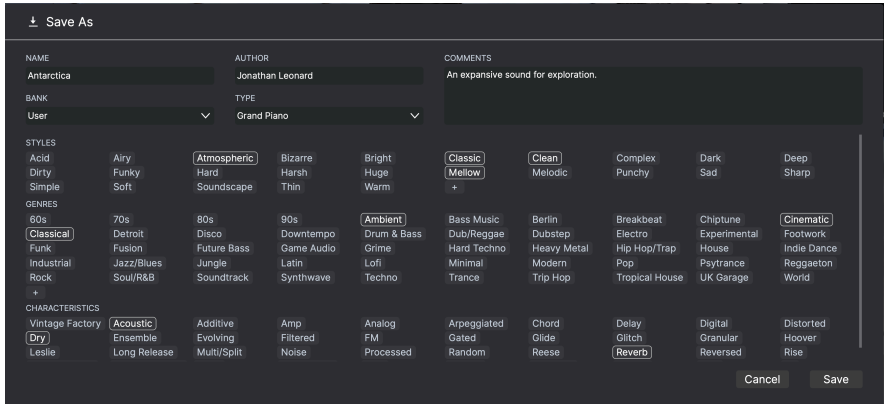 Save As
NAME AUTHOR COMMENTS
Antarctica Jonathan Leonard An expansive sound for exploration.
BANK TYPE
User Grand Piano
STYLES
Acid Airy Atmospheric Bizarre Bright Classic Clean Complex Dark Deep
Dirty Funky Hard Harsh Huge Mellow Melodic Punchy Sad Sharp
Simple Soft Soundscape Thin Warm +
GENRES
60s 70s 80s 90s Ambient Bass Music Berlin Breakbeat Chiptune Cinematic
Classical Detroit Disco Downtempo Drum & Bass Dub/Reggae Dubstep Electro Experimental Footwork
Funk Fusion Future Bass Game Audio Grime Hard Techno Heavy Metal Hip Hop/Trap House Indie Dance
Industrial Jazz/Blues Jungle Latin Lofi Minimal Modern Pop Psytrance Reggaeton
Rock Soul/R&B Soundtrack Synthwave Techno Trance Trip Hop Tropical House UK Garage World
+
CHARACTERISTICS
Vintage Factory Acoustic Additive Amp Analog Arpeggiated Chord Delay Digital Distorted
Dry Ensemble Evolving Filtered FM Gated Glide Glitch Granular Hoover
Leslie Long Release Multi/Split Noise Processed Random Reese Reverb Reversed Rise
Cancel Save